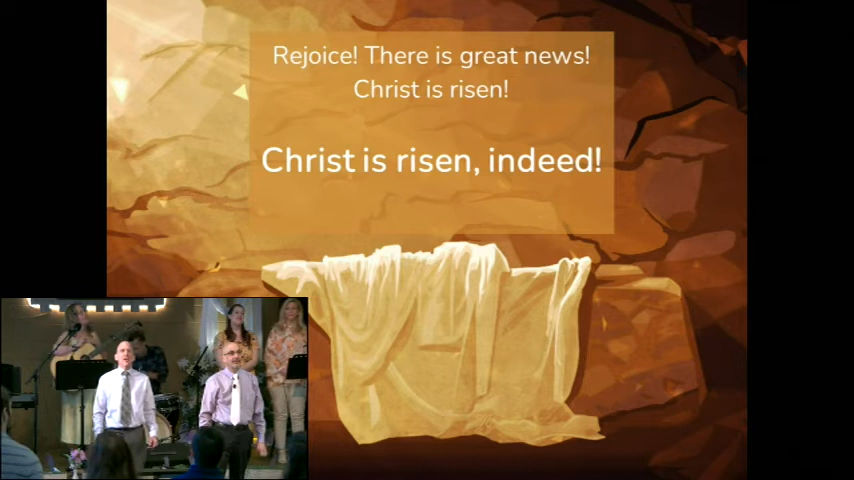 Rejoice! There is great news!
Christ is risen!
Christ is risen, indeed!